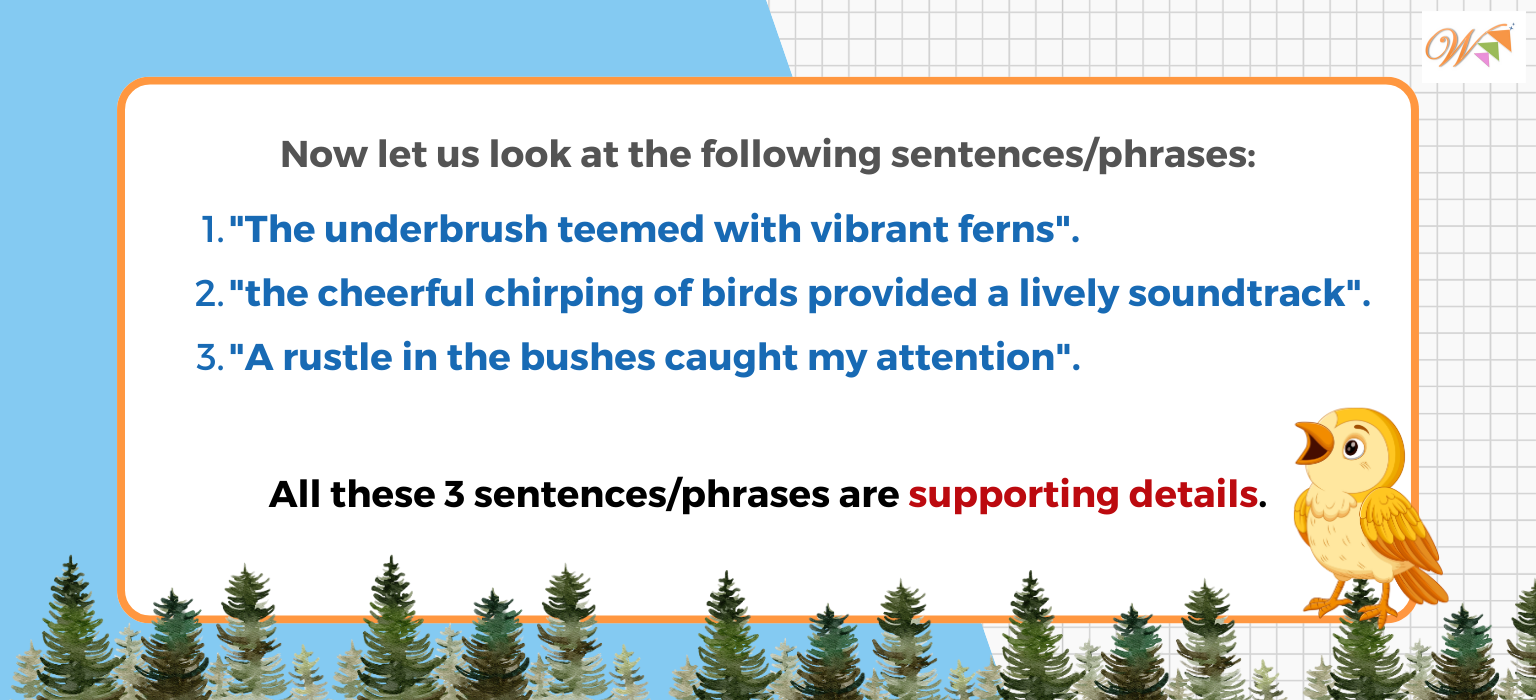 W
Now let us look at the following sentences/phrases:
1. "The underbrush teemed with vibrant ferns".
2. "the cheerful chirping of birds provided a lively soundtrack".
3. "A rustle in the bushes caught my attention".
All these 3 sentences/phrases are supporting details.